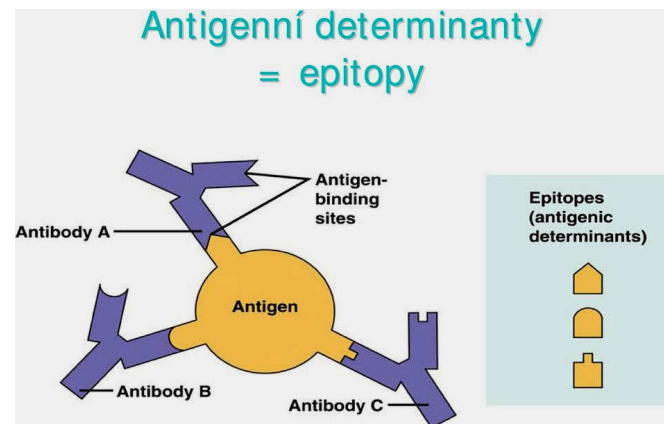 Antigenní determinanty
= epitopy
Antigen-
binding
sites
Antibody A
Epitopes
(antigenic
determinants)
Antigen
Antibody B
Antibody C